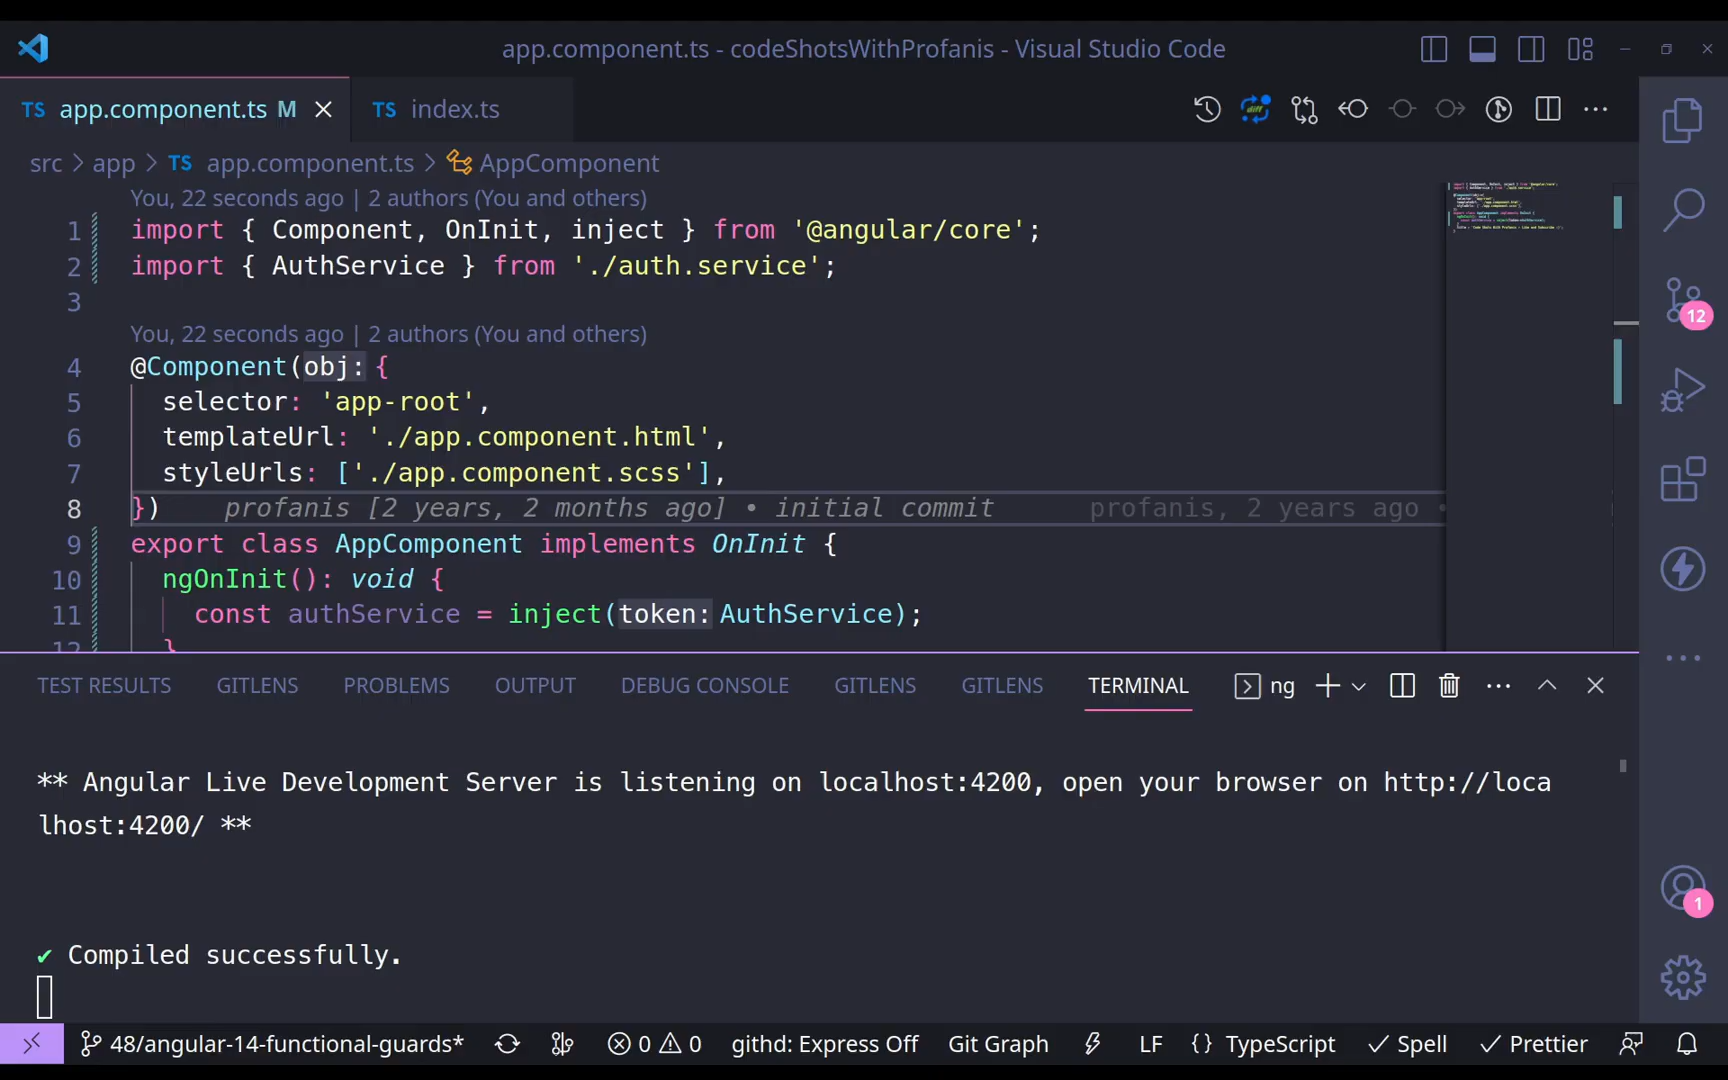 app.component.ts - codeShotsWithProfanis - Visual Studio Code
TS app.component.ts M
TS index.ts
diff
src > app > TS app.component.ts > AppComponent
You, 22 seconds ago | 2 authors (You and others)
1 import { Component, OnInit, inject } from '@angular/core';
2 import { AuthService } from './auth.service';
3
You, 22 seconds ago | 2 authors (You and others)
4 @Component(obj: {
5 selector: 'app-root',
6 templateUrl: './app.component.html',
7 styleUrls: ['./app.component.scss'],
8 }) profanis [2 years, 2 months ago] • initial commit profanis, 2 years ago •
9 export class AppComponent implements OnInit {
10 ngOnInit(): void {
11 const authService = inject(token: AuthService);
12 }
12
TEST RESULTS GITLENS PROBLEMS OUTPUT DEBUG CONSOLE GITLENS GITLENS TERMINAL ng
** Angular Live Development Server is listening on localhost:4200, open your browser on http://loca
lhost:4200/ **
✔ Compiled successfully.
1
48/angular-14-functional-guards* 0 0 githd: Express Off Git Graph LF {} TypeScript ✓ Spell ✓ Prettier